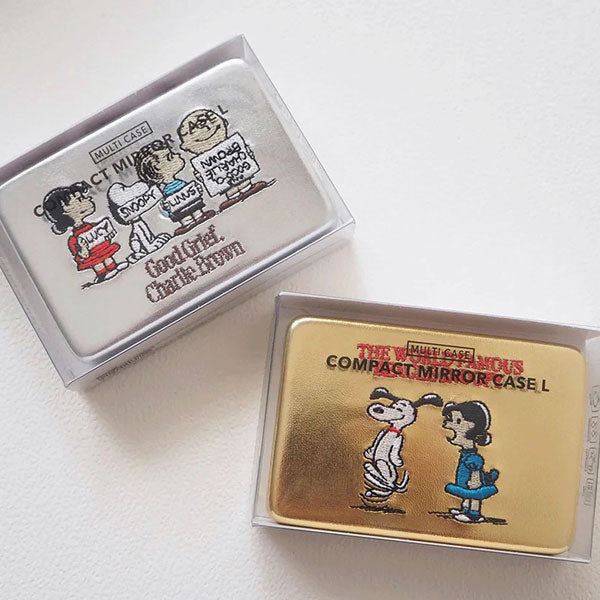 MULTI CASE
COMPACT MIRROR CASE L
LUCY
SNOOPY
LINUS
GOOD OL'
CHARLIE
BROWN
Good Grief,
Charlie Brown
MULTI CASE
THE WORLD FAMOUS
COMPACT MIRROR CASE L